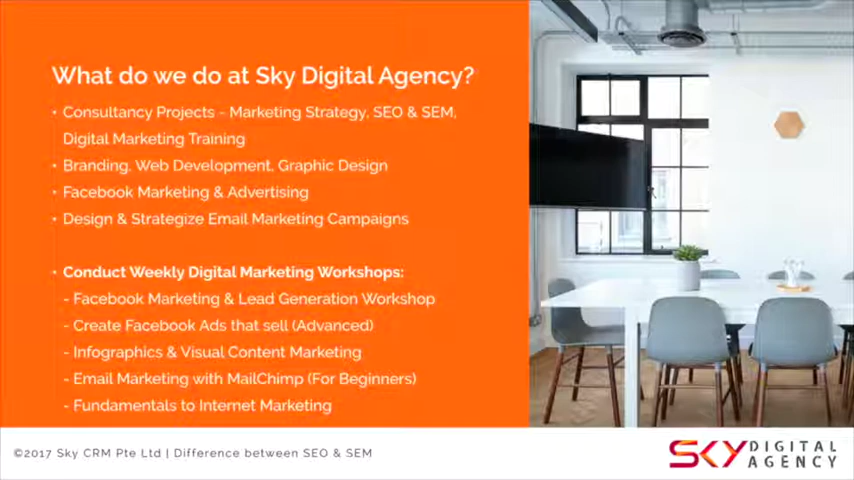 What do we do at Sky Digital Agency?
• Consultancy Projects - Marketing Strategy, SEO & SEM,
Digital Marketing Training
• Branding, Web Development, Graphic Design
• Facebook Marketing & Advertising
• Design & Strategize Email Marketing Campaigns
• Conduct Weekly Digital Marketing Workshops:
- Facebook Marketing & Lead Generation Workshop
- Create Facebook Ads that sell (Advanced)
- Infographics & Visual Content Marketing
- Email Marketing with MailChimp (For Beginners)
- Fundamentals to Internet Marketing
©2017 Sky CRM Pte Ltd | Difference between SEO & SEM
SKY DIGITAL
AGENCY